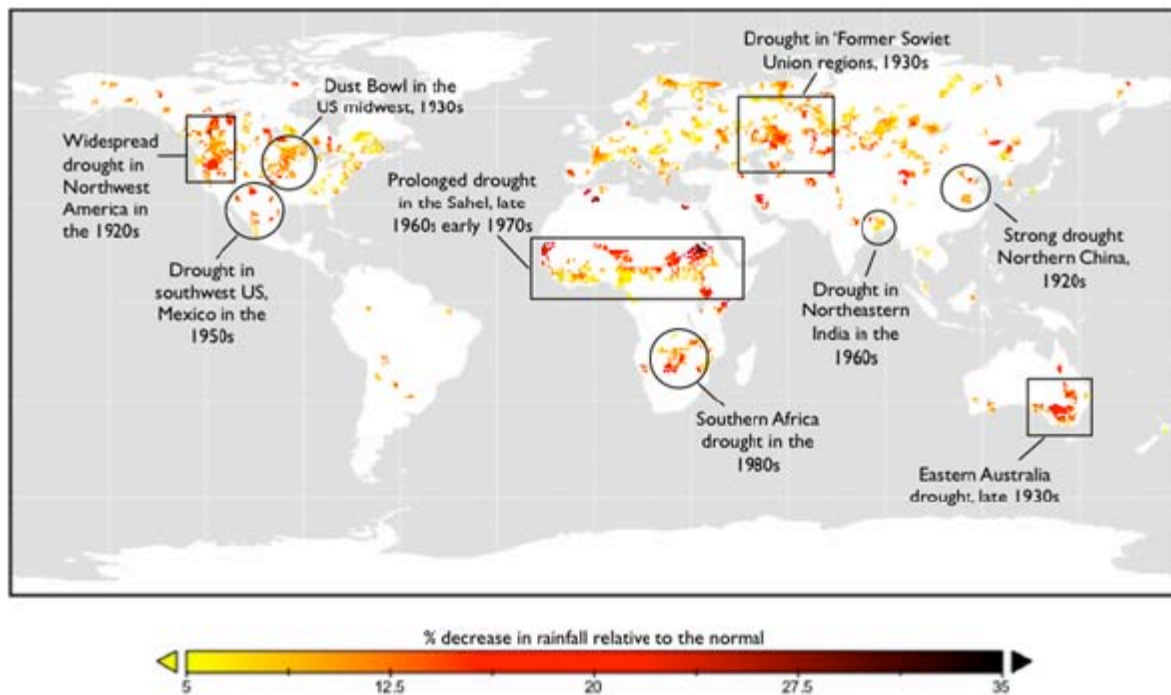 Dust Bowl in the
US midwest, 1930s
Drought in 'Former Soviet
Union regions, 1930s
Widespread
drought in
Northwest
America in
the 1920s
Prolonged drought
in the Sahel, late
1960s early 1970s
Drought in
southwest US,
Mexico in the
1950s
Drought in
Northeastern
India in the
1960s
Strong drought
Northern China,
1920s
Southern Africa
drought in the
1980s
Eastern Australia
drought, late 1930s
% decrease in rainfall relative to the normal
5 12.5 20 27.5 35